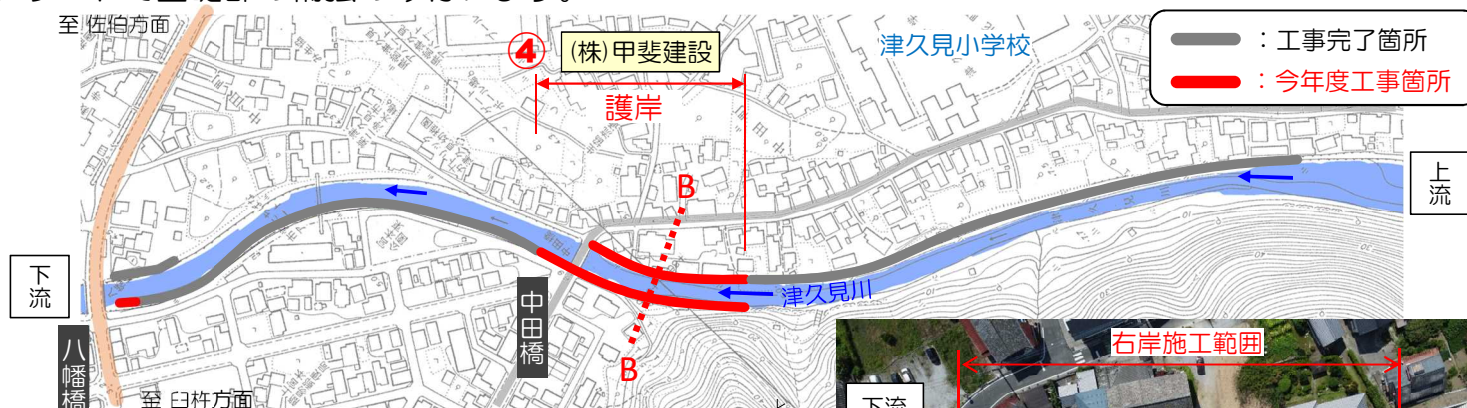 至 佐伯方面
④
(株)甲斐建設
護岸
津久見小学校
：工事完了箇所
：今年度工事箇所
上流
B
下流
津久見川
中田橋
B
八幡橋
至 臼杵方面
右岸施工範囲
下流